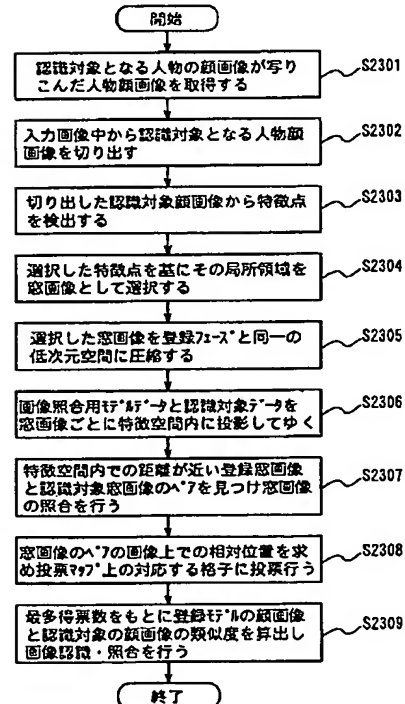 開始
認識対象となる人物の顔画像が写り
こんだ人物顔画像を取得する
S2301
入力画像中から認識対象となる人物顔
画像を切り出す
S2302
切り出した認識対象顔画像から特徴点
を検出する
S2303
選択した特徴点を基にその局所領域を
窓画像として選択する
S2304
選択した窓画像を登録フェーズと同一の
低次元空間に圧縮する
S2305
画像照合用モデルデータと認識対象データを
窓画像ごとに特徴空間内に投影してゆく
S2306
特徴空間内での距離が近い登録窓画像
と認識対象窓画像のペアを見つけ窓画像
の照合を行う
S2307
窓画像のペアの画像上での相対位置を求
め投票マップ上の対応する格子に投票行う
S2308
最多得票数をもとに登録モデルの顔画像
と認識対象の顔画像の類似度を算出し
画像認識・照合を行う
S2309
終了